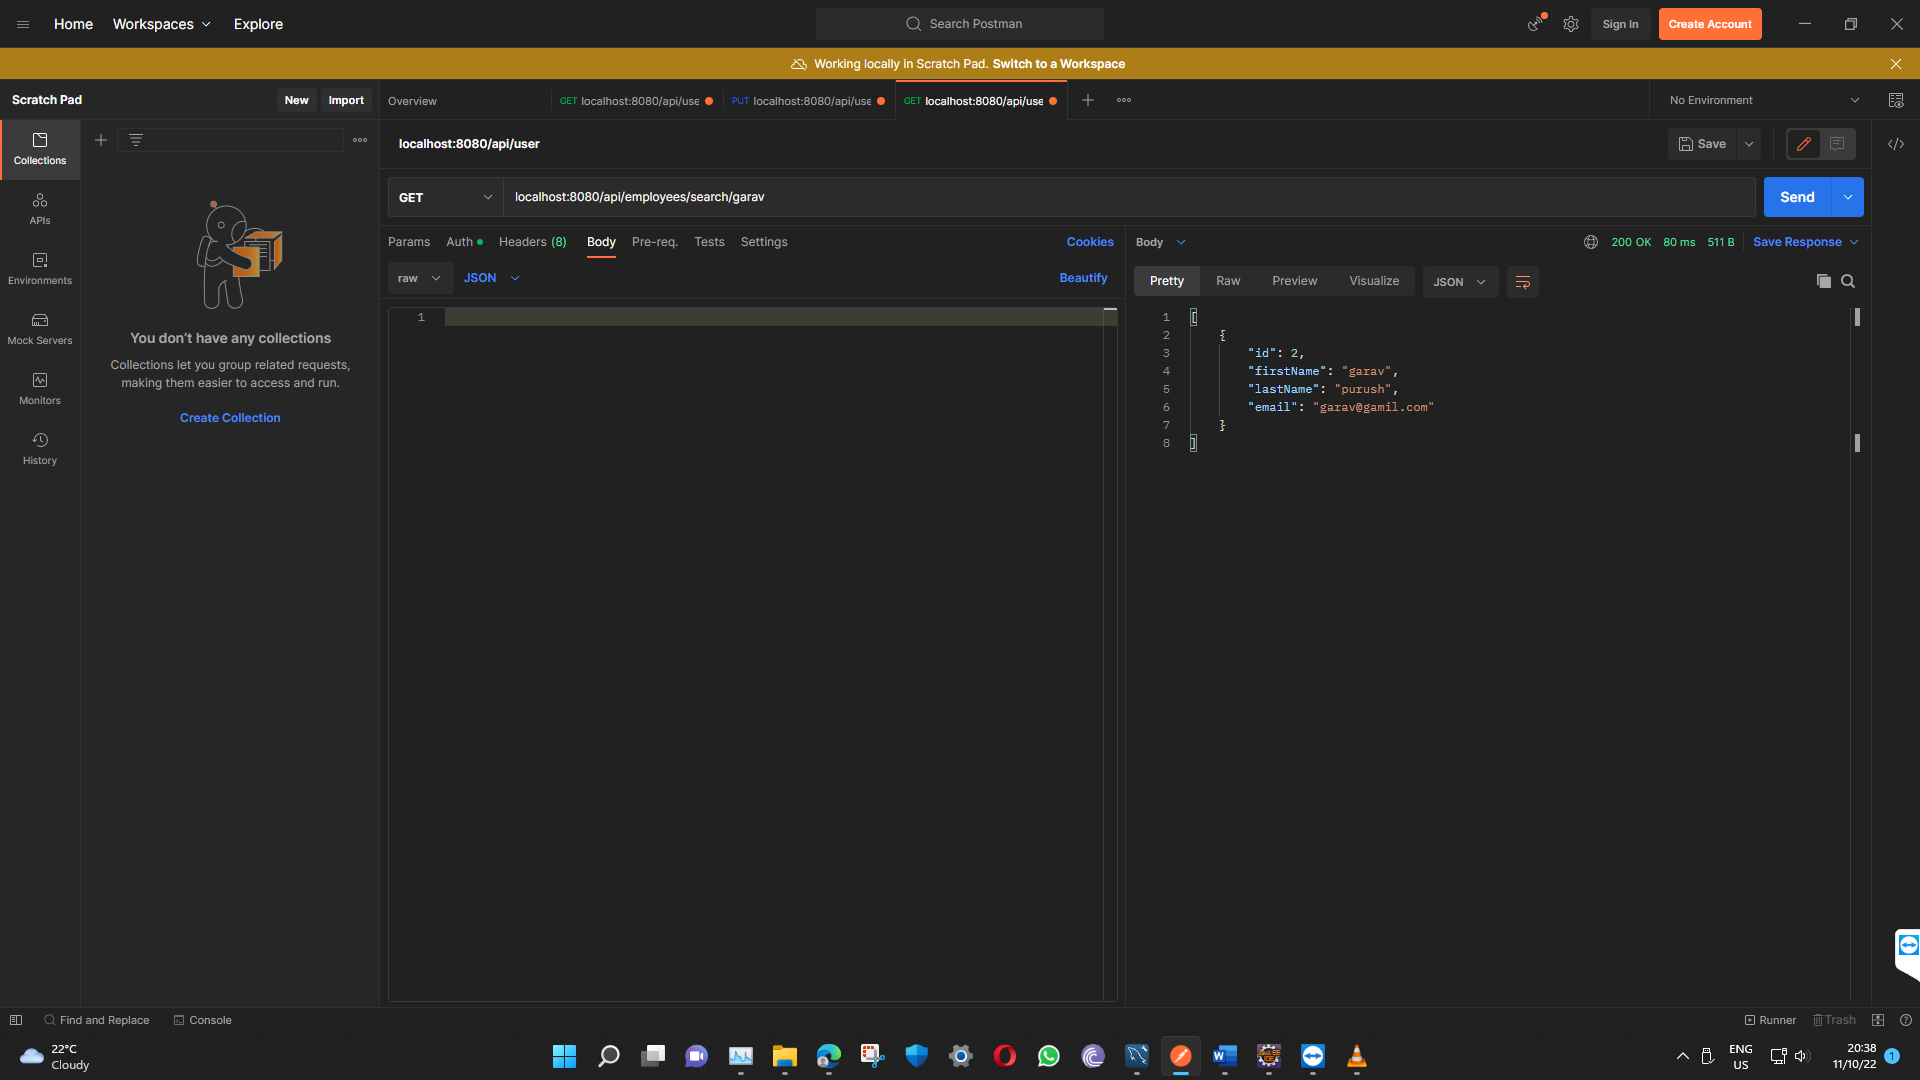 Home
Workspaces
Explore
Search Postman
Sign In
Create Account
Working locally in Scratch Pad. Switch to a Workspace
Scratch Pad
New
Import
Overview
GET localhost:8080/api/use
PUT localhost:8080/api/use
GET localhost:8080/api/use
No Environment
Collections
APIs
Environments
Mock Servers
Monitors
History
You don't have any collections
Collections let you group related requests,
making them easier to access and run.
Create Collection
localhost:8080/api/user
Save
GET
localhost:8080/api/employees/search/garav
Send
Params
Auth
Headers (8)
Body
Pre-req.
Tests
Settings
Cookies
raw
JSON
Beautify
1
Body
200 OK
80 ms
511 B
Save Response
Pretty
Raw
Preview
Visualize
JSON
1 [
2 {
3 "id": 2,
4 "firstName": "garav",
5 "lastName": "purush",
6 "email": "garav@gamil.com"
7 }
8 ]
Find and Replace
Console
Runner
Trash
22°C
Cloudy
W
Java EE
IDE
ENG
US
20:38
11/10/22
1